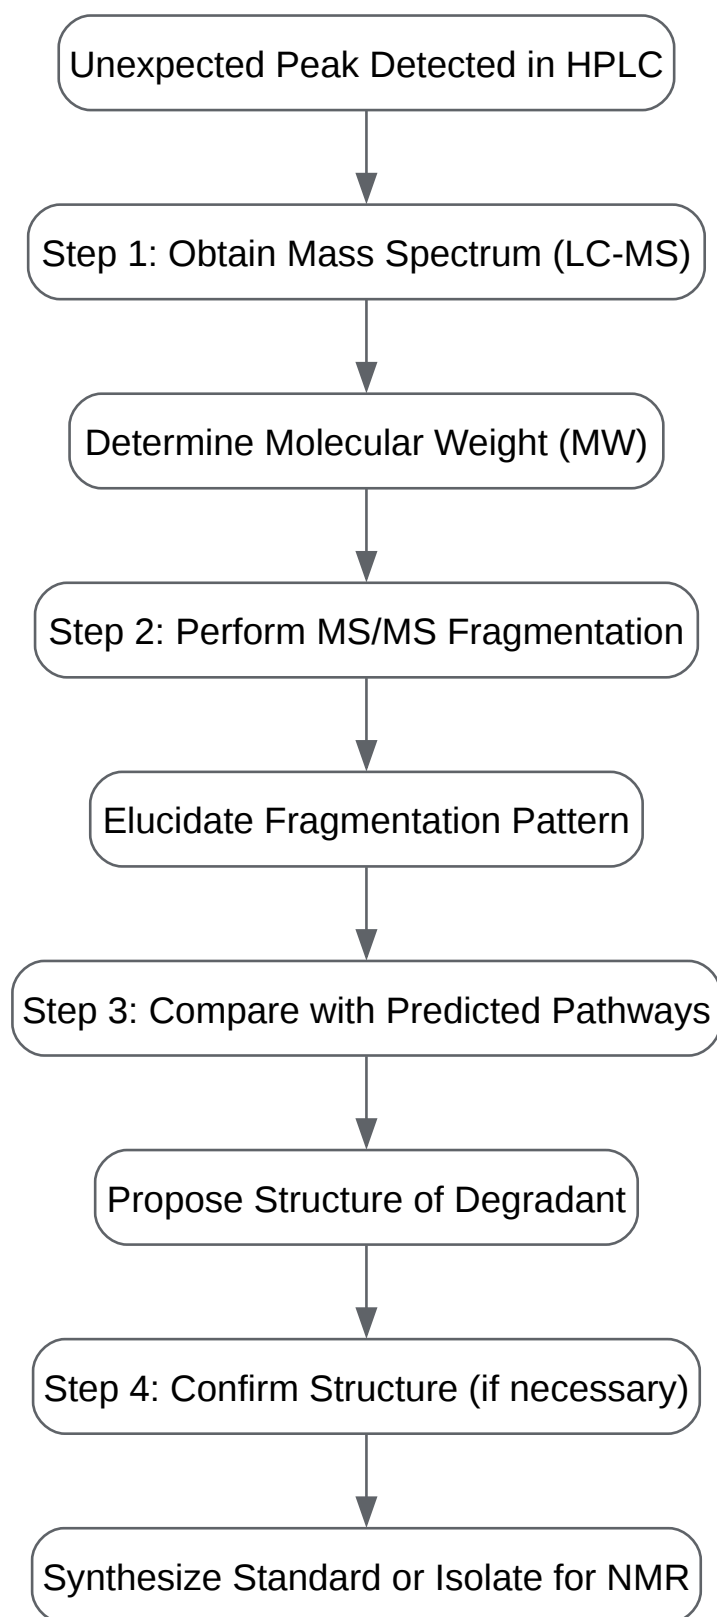 Unexpected Peak Detected in HPLC
Step 1: Obtain Mass Spectrum (LC-MS)
Determine Molecular Weight (MW)
Step 2: Perform MS/MS Fragmentation
Elucidate Fragmentation Pattern
Step 3: Compare with Predicted Pathways
Propose Structure of Degradant
Step 4: Confirm Structure (if necessary)
Synthesize Standard or Isolate for NMR